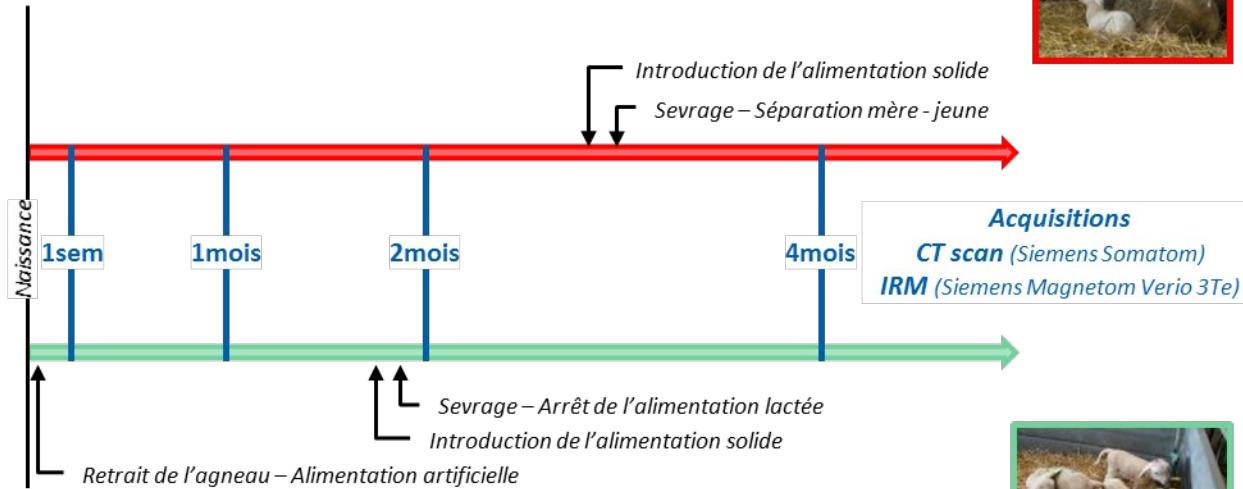 Introduction de l’alimentation solide
Sevrage – Séparation mère - jeune
Naissance
1sem
1mois
2mois
4mois
Acquisitions
CT scan (Siemens Somatom)
IRM (Siemens Magnetom Verio 3Te)
Sevrage – Arrêt de l’alimentation lactée
Introduction de l’alimentation solide
Retrait de l’agneau – Alimentation artificielle